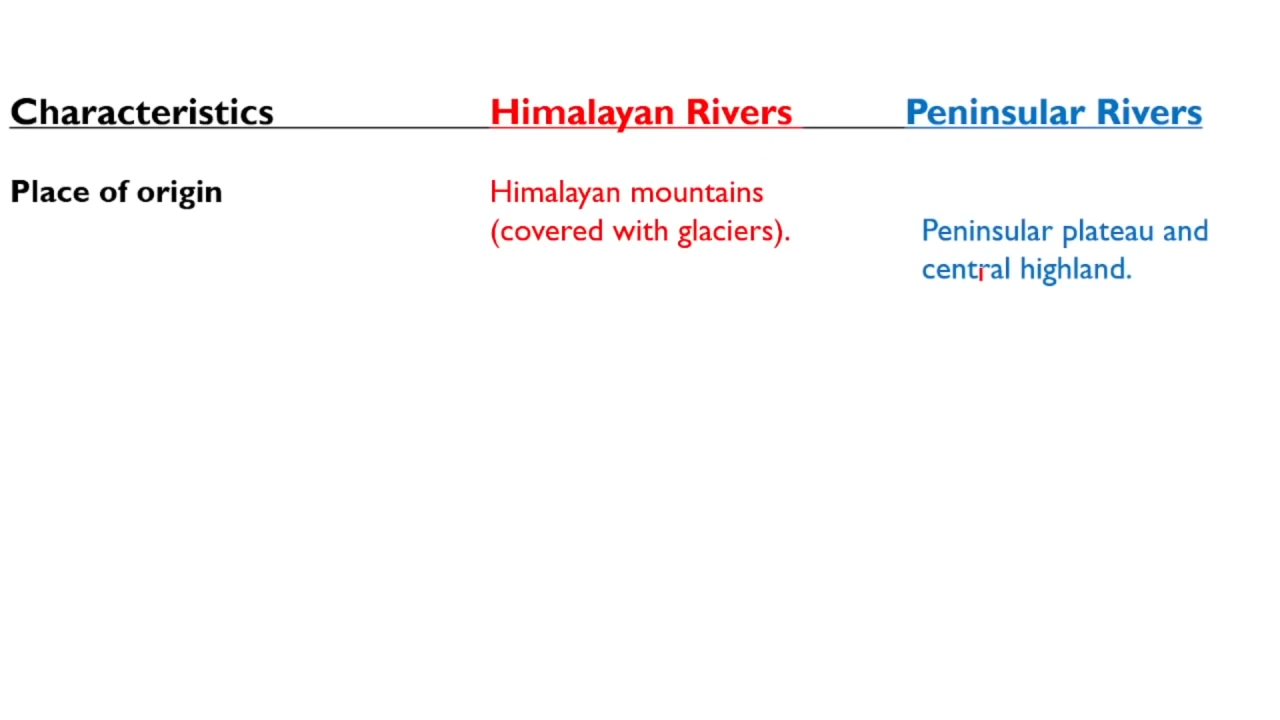 Characteristics Himalayan Rivers Peninsular Rivers
Place of origin Himalayan mountains
(covered with glaciers). Peninsular plateau and
central highland.